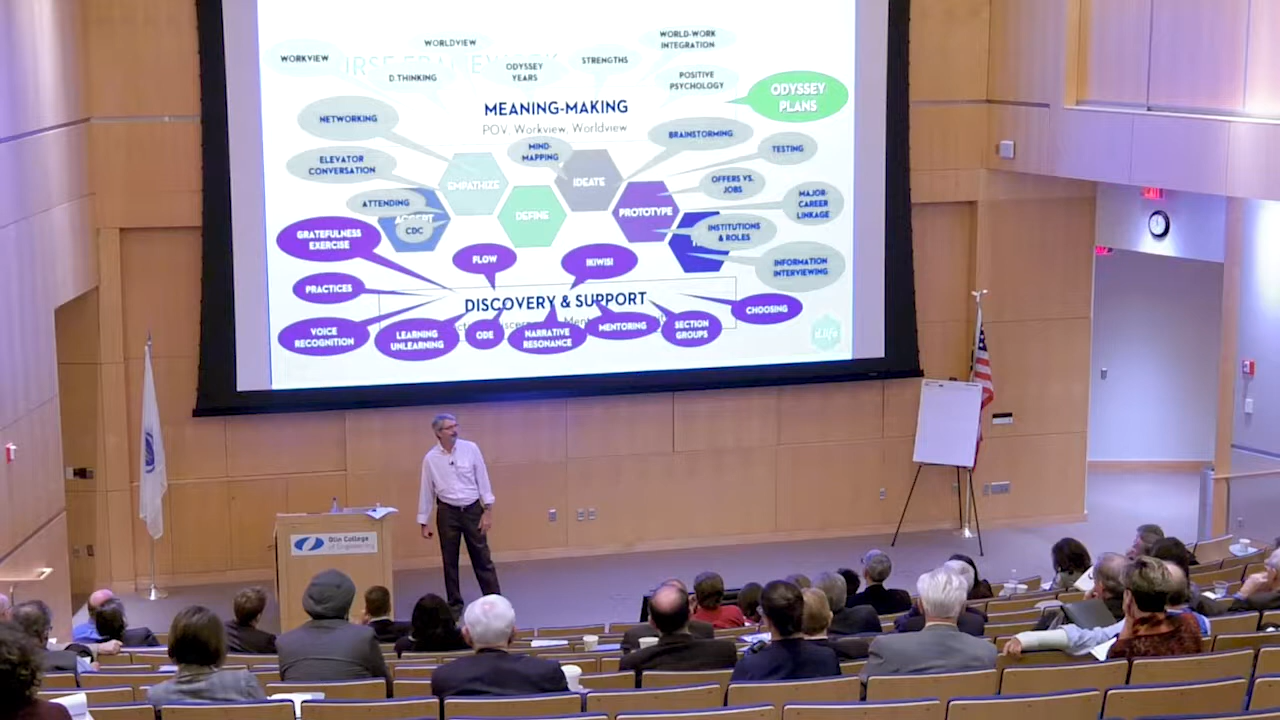 WORLDVIEW
WORLD-WORK
INTEGRATION
WORKVIEW
D.THINKING
ODYSSEY
YEARS
STRENGTHS
POSITIVE
PSYCHOLOGY
ODYSSEY
PLANS
MEANING-MAKING
POV, Workview, Worldview
NETWORKING
BRAINSTORMING
MIND-
MAPPING
TESTING
ELEVATOR
CONVERSATION
EMPATHIZE
IDEATE
OFFERS VS.
JOBS
ATTENDING
CDC
DEFINE
PROTOTYPE
MAJOR-
CAREER
LINKAGE
INSTITUTIONS
& ROLES
GRATEFULNESS
EXERCISE
FLOW
IKIWISI
INFORMATION
INTERVIEWING
PRACTICES
DISCOVERY & SUPPORT
CHOOSING
VOICE
RECOGNITION
LEARNING
UNLEARNING
ODE
NARRATIVE
RESONANCE
MENTORING
SECTION
GROUPS
EXIT
Olin College
of Engineering